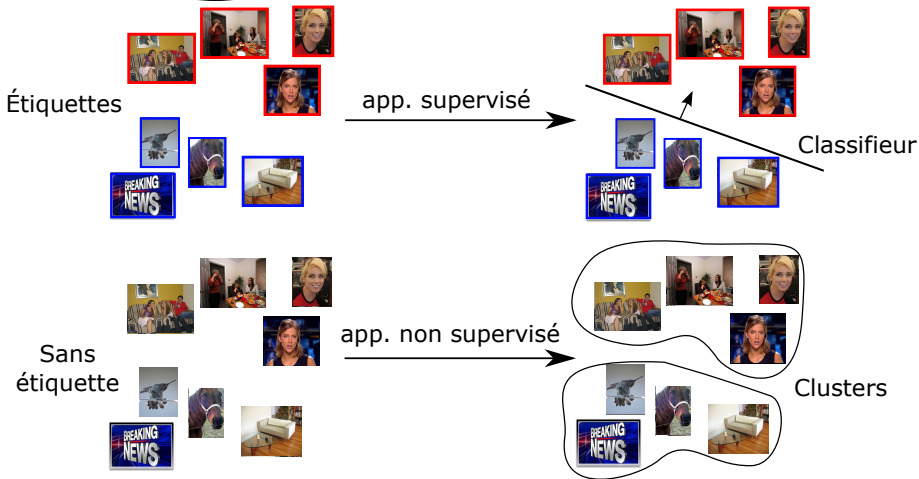 Étiquettes
app. supervisé
Classifieur
BREAKING
NEWS
BREAKING
NEWS
Sans
étiquette
app. non supervisé
Clusters
BREAKING
NEWS
BREAKING
NEWS